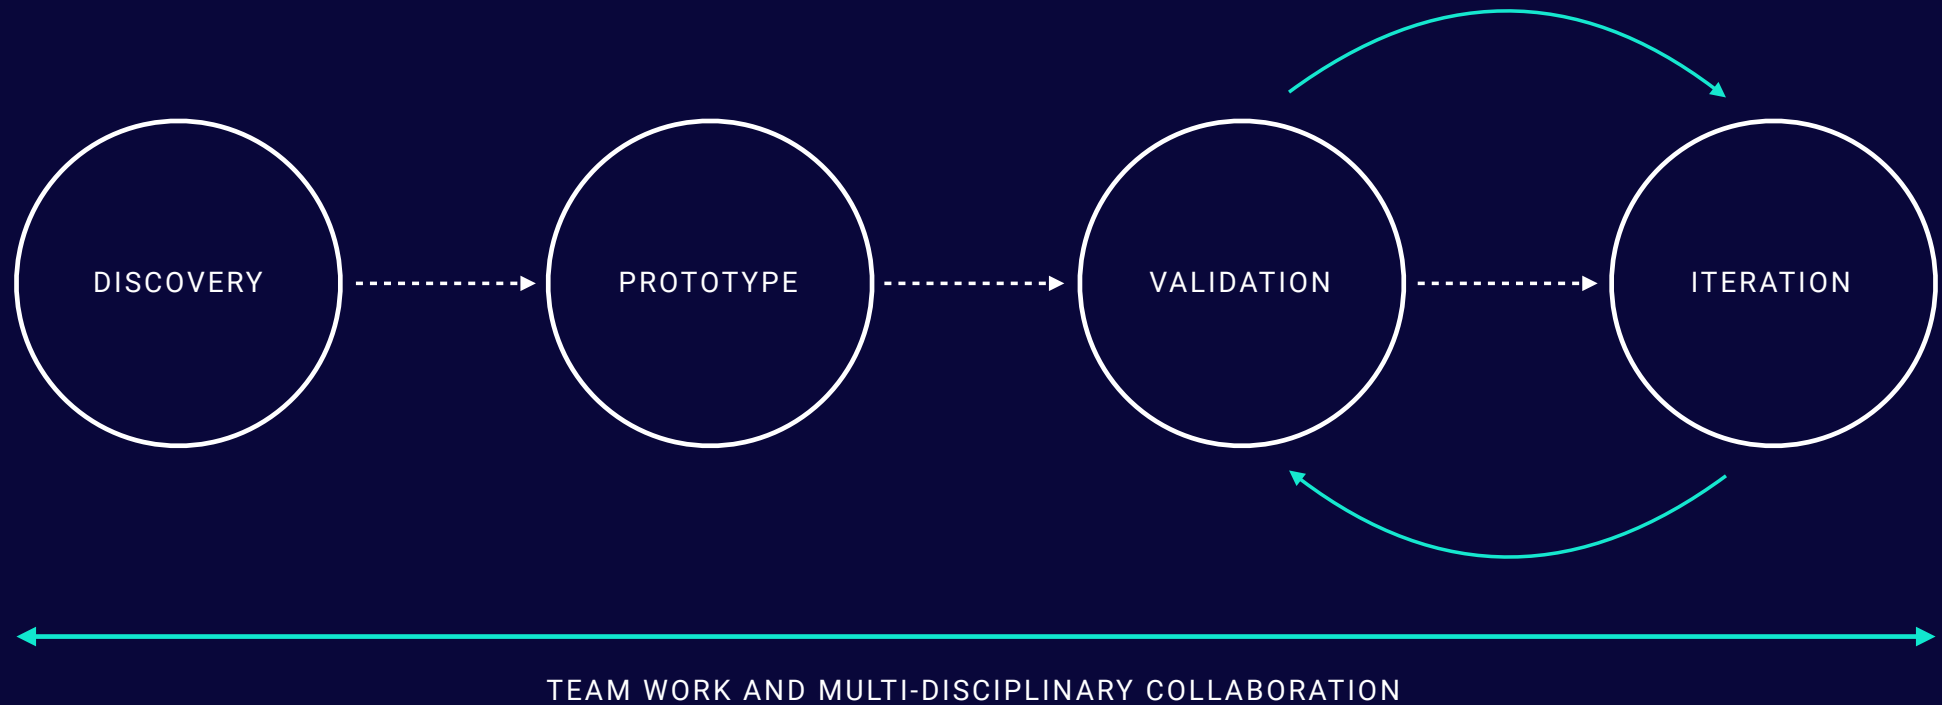 DISCOVERY
PROTOTYPE
VALIDATION
ITERATION
TEAM WORK AND MULTI-DISCIPLINARY COLLABORATION